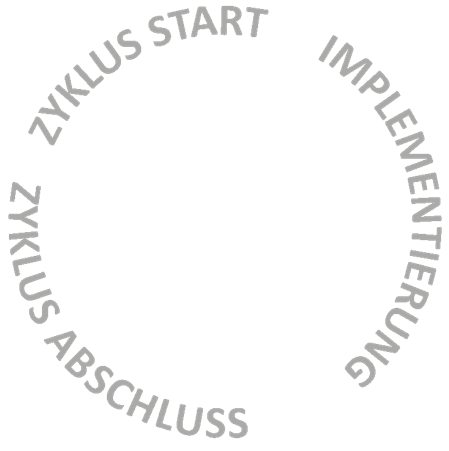 ZYKLUS START
IMPLEMENTIERUNG
ZYKLUS ABSCHLUSS